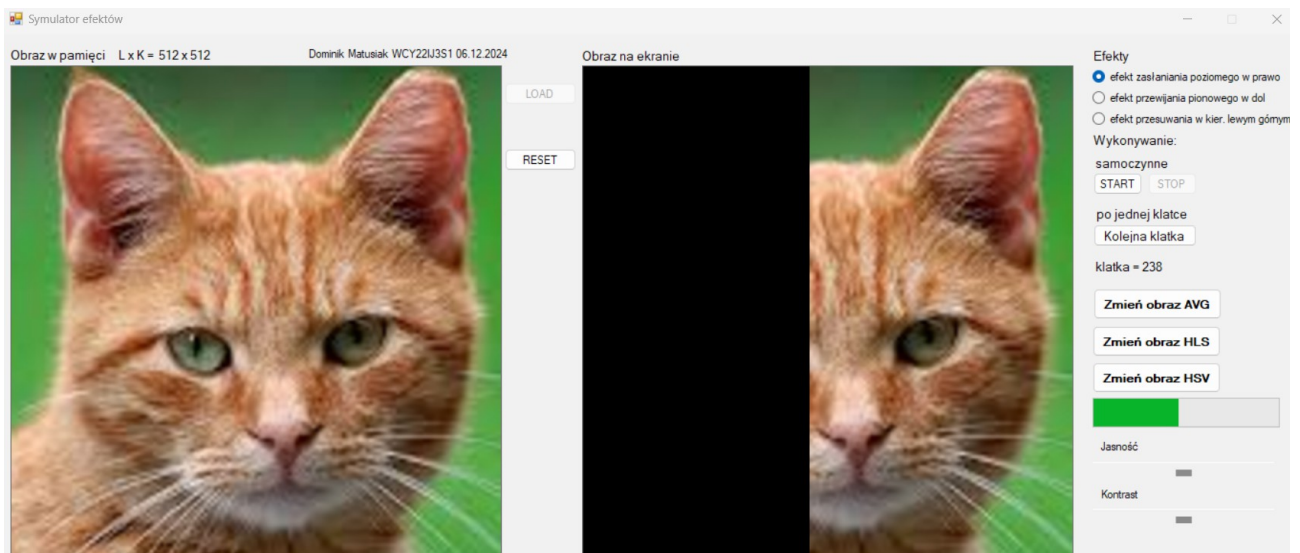 Symulator efektów
Obraz w pamięci L x K = 512 x 512
Dominik Matusiak WCY22IJ3S1 06.12.2024
LOAD
RESET
Obraz na ekranie
Efekty
efekt zasłaniania poziomego w prawo
efekt przewijania pionowego w dol
efekt przesuwania w kier. lewym górnym
Wykonywanie:
samoczynne
START STOP
po jednej klatce
Kolejna klatka
klatka = 238
Zmień obraz AVG
Zmień obraz HLS
Zmień obraz HSV
Jasność
Kontrast